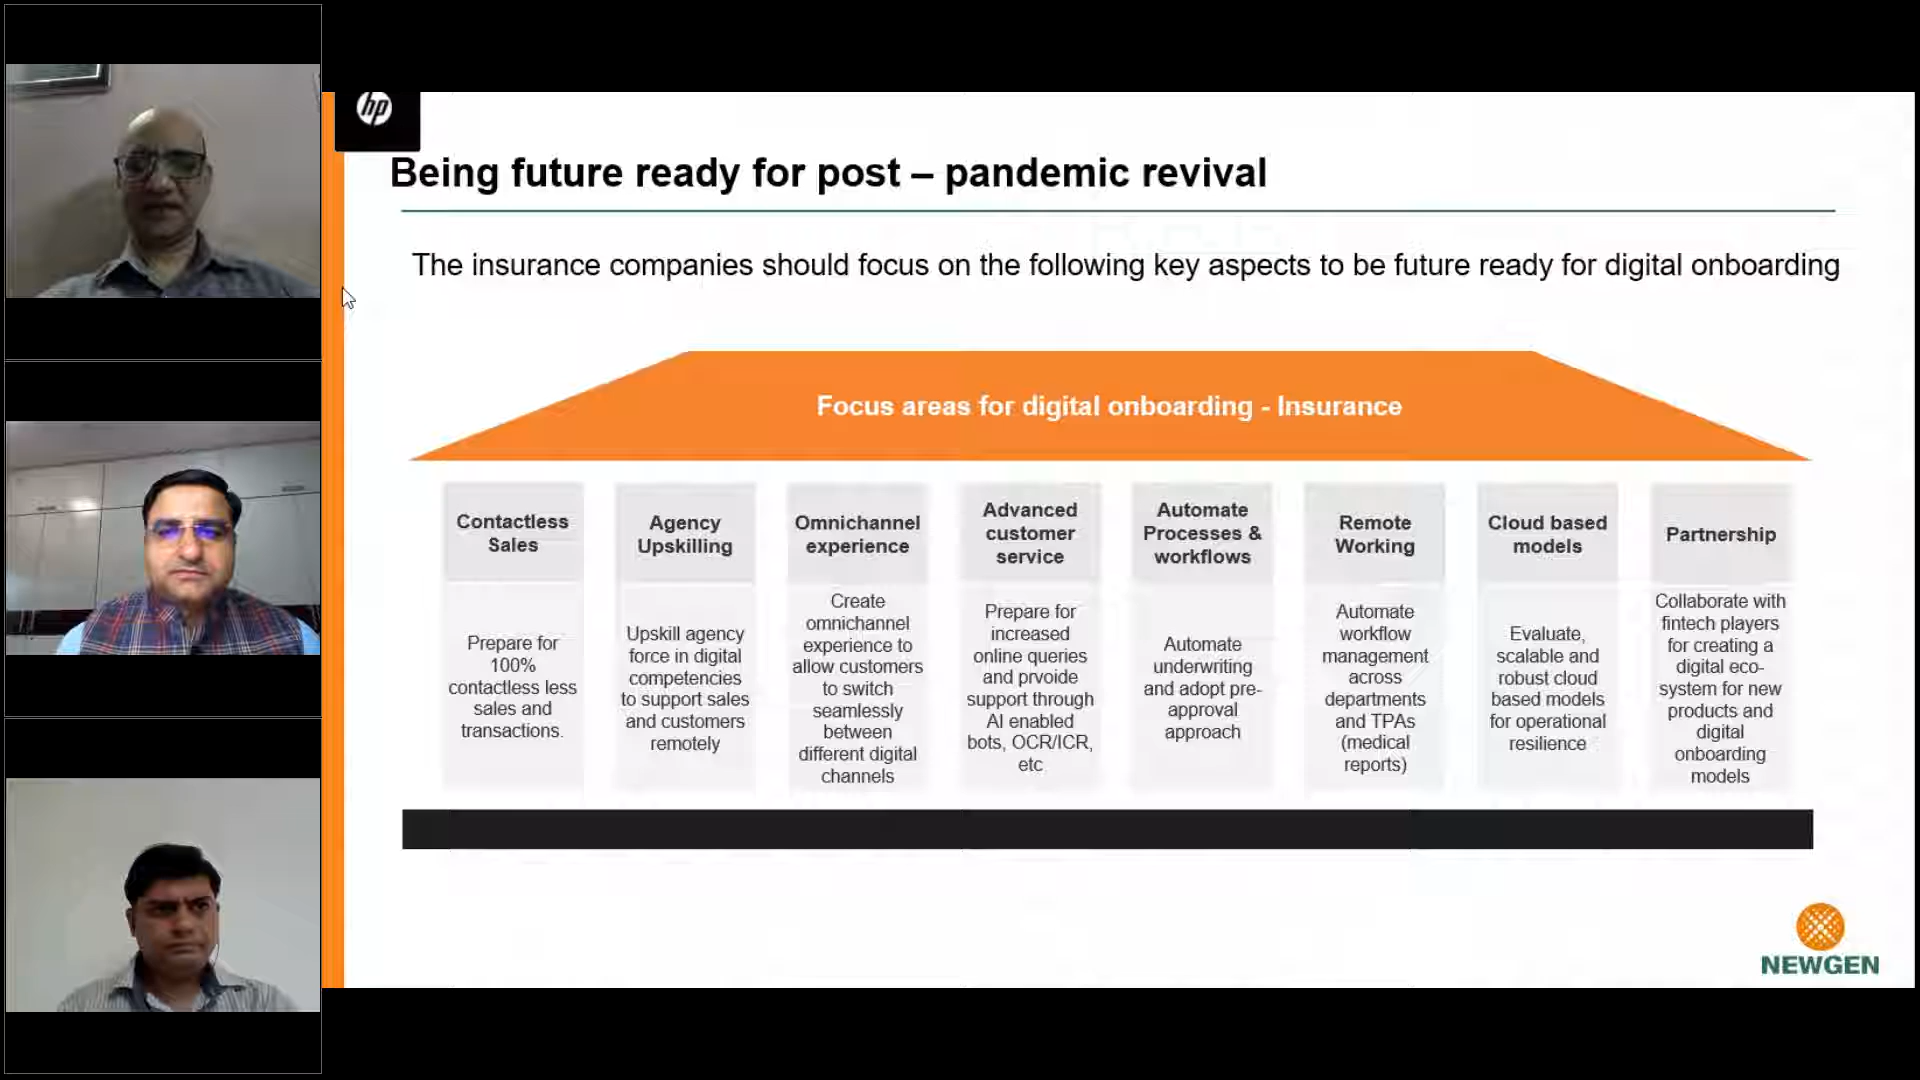 hp
Being future ready for post – pandemic revival
The insurance companies should focus on the following key aspects to be future ready for digital onboarding
Focus areas for digital onboarding - Insurance
Contactless
Sales
Prepare for
100%
contactless less
sales and
transactions.
Agency
Upskilling
Upskill agency
force in digital
competencies
to support sales
and customers
remotely
Omnichannel
experience
Create
omnichannel
experience to
allow customers
to switch
seamlessly
between
different digital
channels
Advanced
customer
service
Prepare for
increased
online queries
and prvoide
support through
AI enabled
bots, OCR/ICR,
etc
Automate
Processes &
workflows
Automate
underwriting
and adopt pre-
approval
approach
Remote
Working
Automate
workflow
management
across
departments
and TPAs
(medical
reports)
Cloud based
models
Evaluate,
scalable and
robust cloud
based models
for operational
resilience
Partnership
Collaborate with
fintech players
for creating a
digital eco-
system for new
products and
digital
onboarding
models
NEWGEN